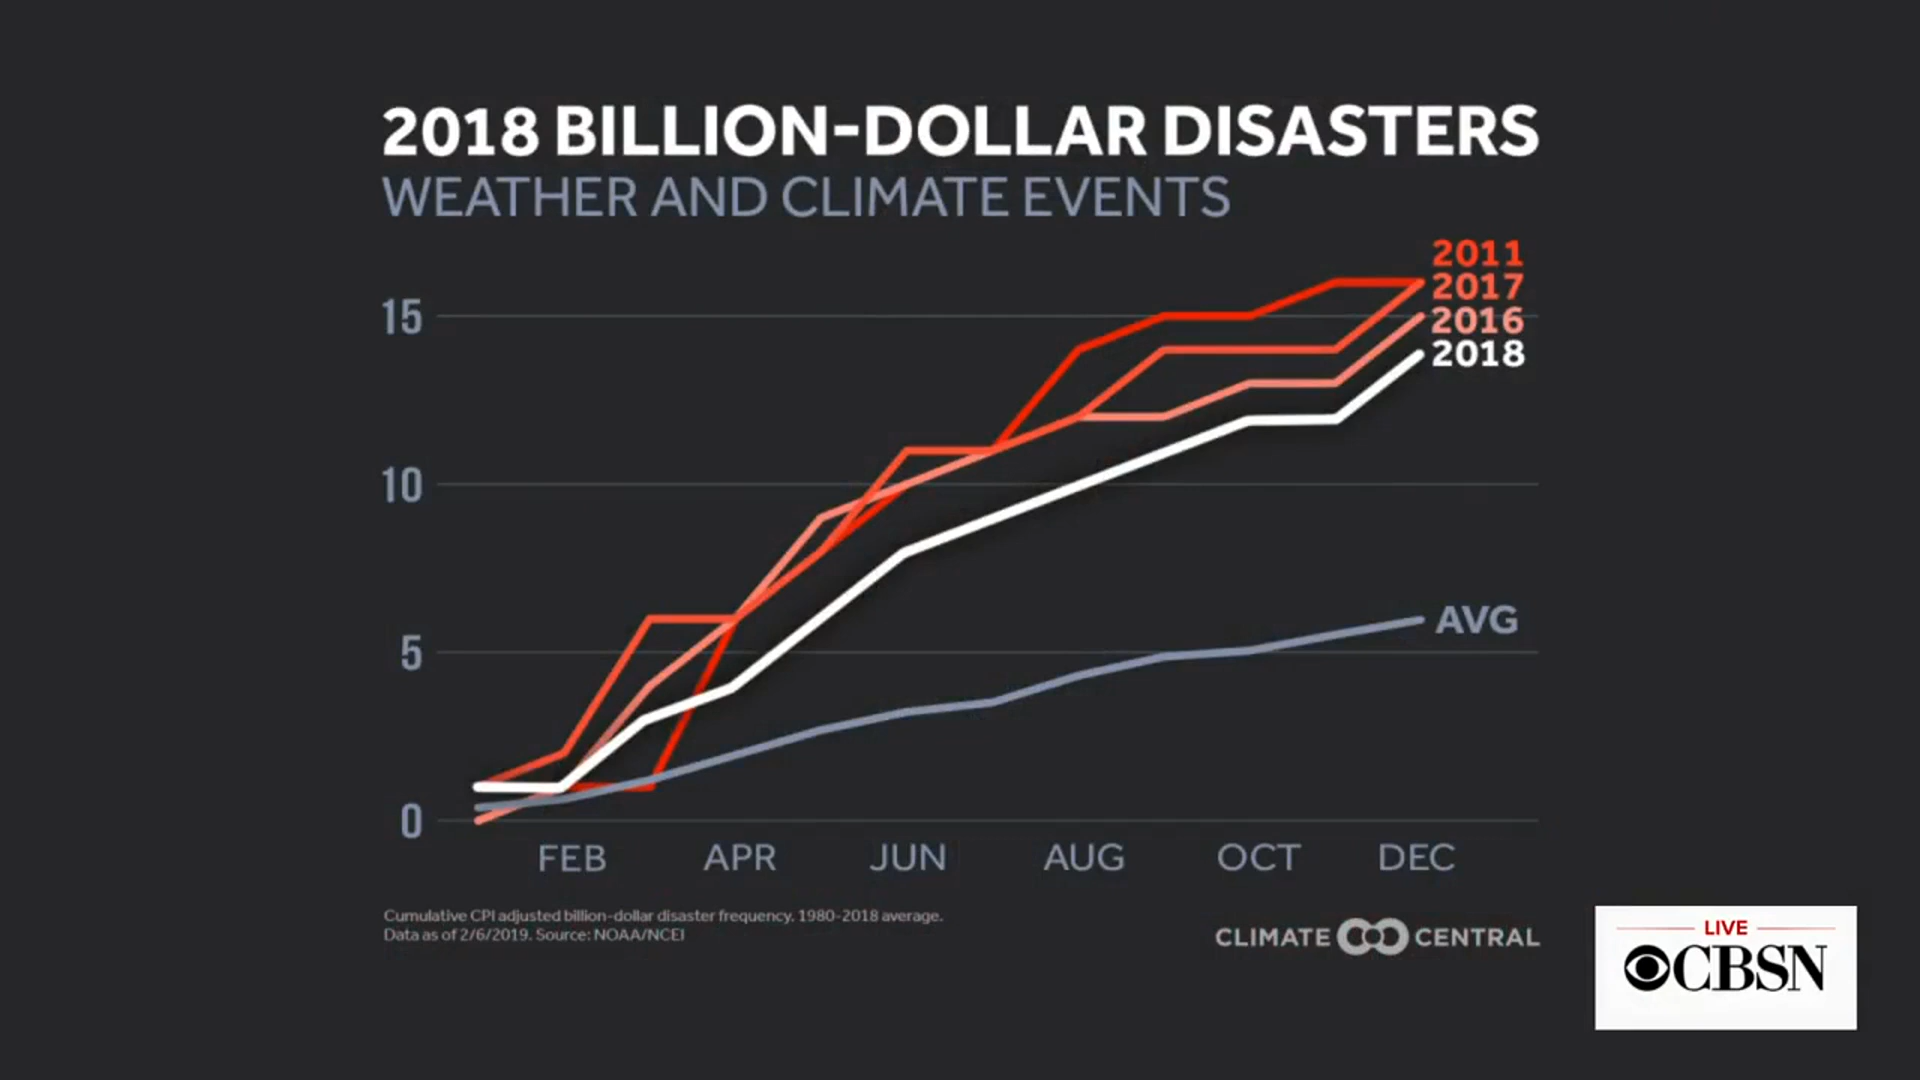 2018 BILLION-DOLLAR DISASTERS
WEATHER AND CLIMATE EVENTS
2011
2017
2016
2018
15
10
5
0
AVG
FEB APR JUN AUG OCT DEC
Cumulative CPI adjusted billion-dollar disaster frequency. 1980-2018 average.
Data as of 2/6/2019. Source: NOAA/NCEI
CLIMATE CENTRAL
LIVE
CBSN